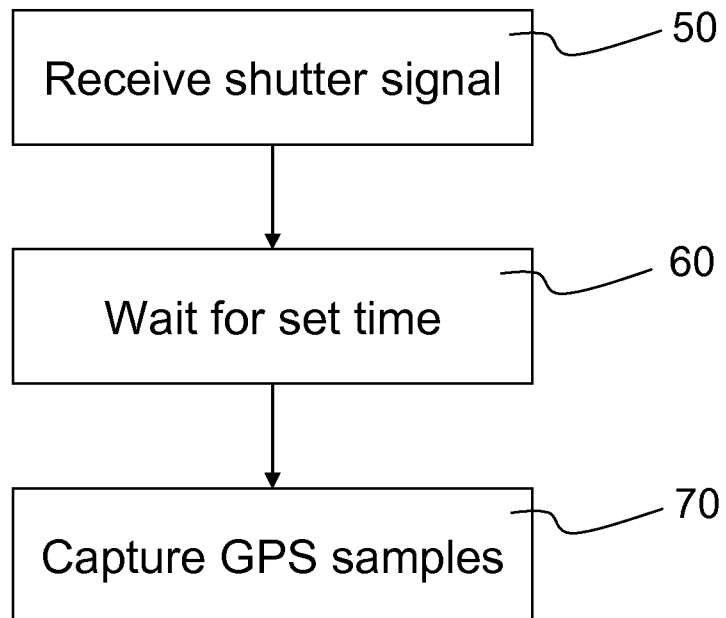 Receive shutter signal
50
Wait for set time
60
Capture GPS samples
70